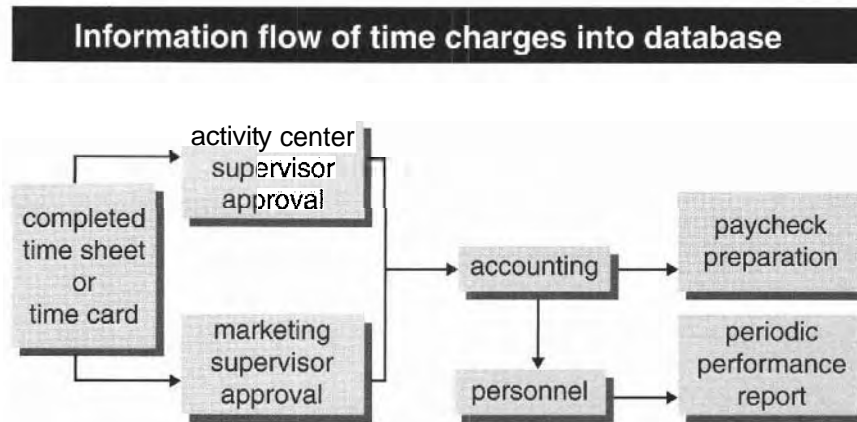 Information flow of time charges into database
activity center
supervisor
approval
completed
time sheet
or
time card
marketing
supervisor
approval
accounting
personnel
paycheck
preparation
periodic
performance
report